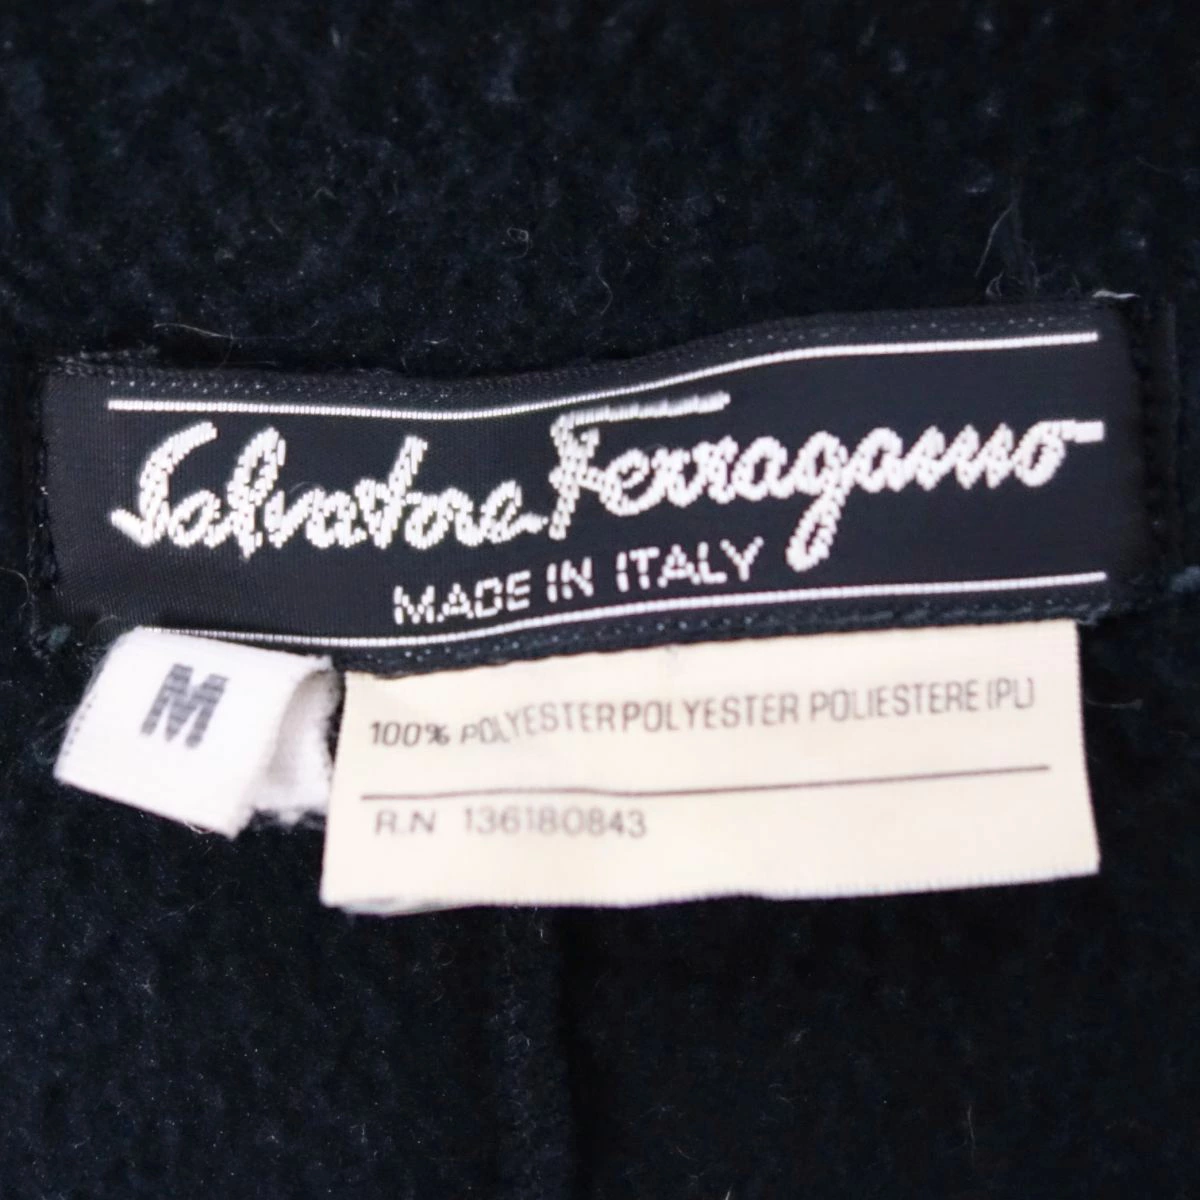 Salvatore Ferragamo
MADE IN ITALY
M
100% POLYESTER POLYESTER POLIESTERE (PL)
R.N 136180843